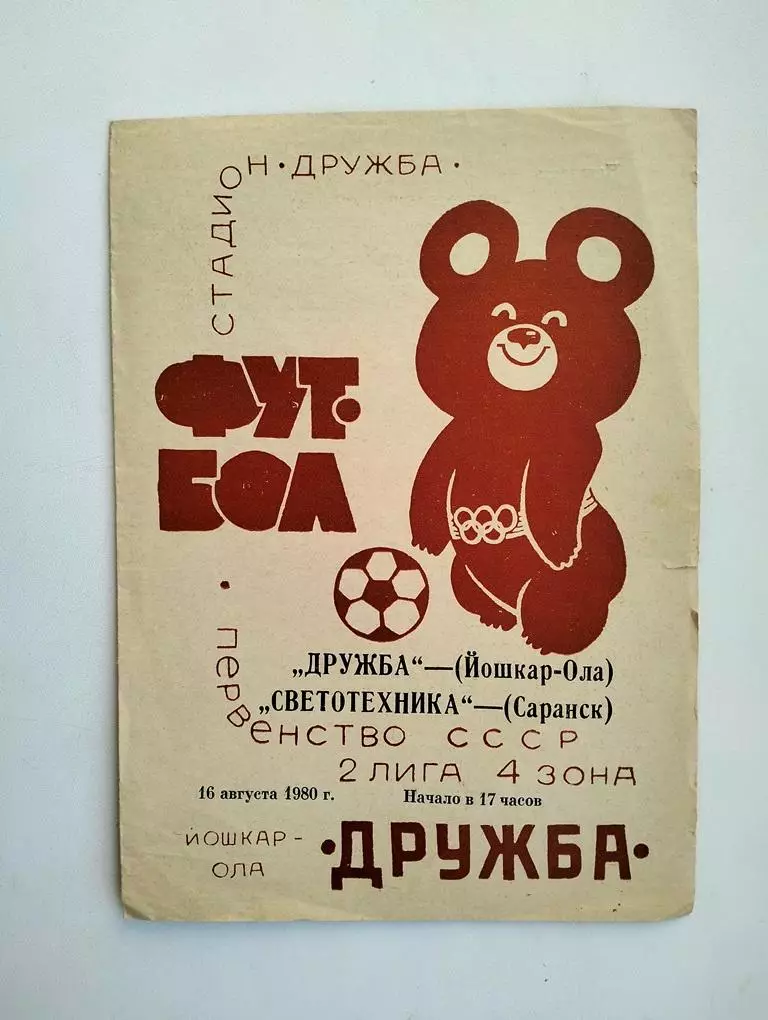 СТАДИОН · ДРУЖБА ·
ФУТ-
БОЛ
„ДРУЖБА“—(Йошкар-Ола)
„СВЕТОТЕХНИКА“—(Саранск)
· первенство СССР
2 ЛИГА 4 ЗОНА
16 августа 1980 г. Начало в 17 часов
ЙОШКАР-
ОЛА
·ДРУЖБА·